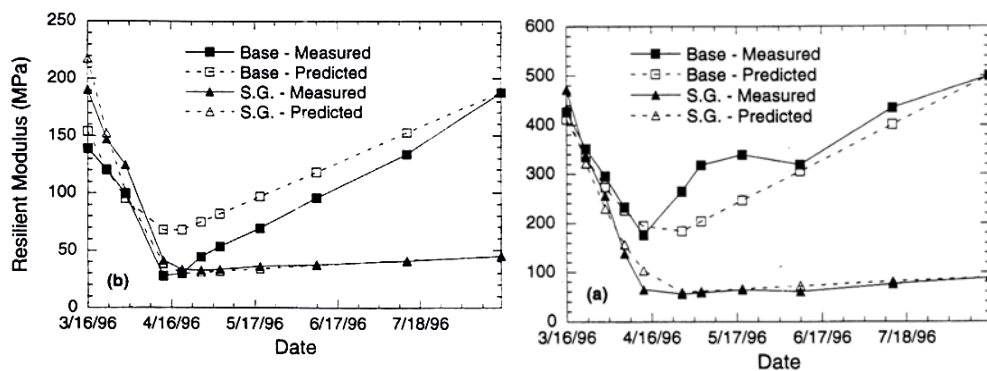 250
200
150
100
50
0
Resilient Modulus (MPa)
Base - Measured
Base - Predicted
S.G. - Measured
S.G. - Predicted
(b)
3/16/96 4/16/96 5/17/96 6/17/96 7/18/96
Date
600
500
400
300
200
100
0
Base - Measured
Base - Predicted
S.G. - Measured
S.G. - Predicted
(a)
3/16/96 4/16/96 5/17/96 6/17/96 7/18/96
Date